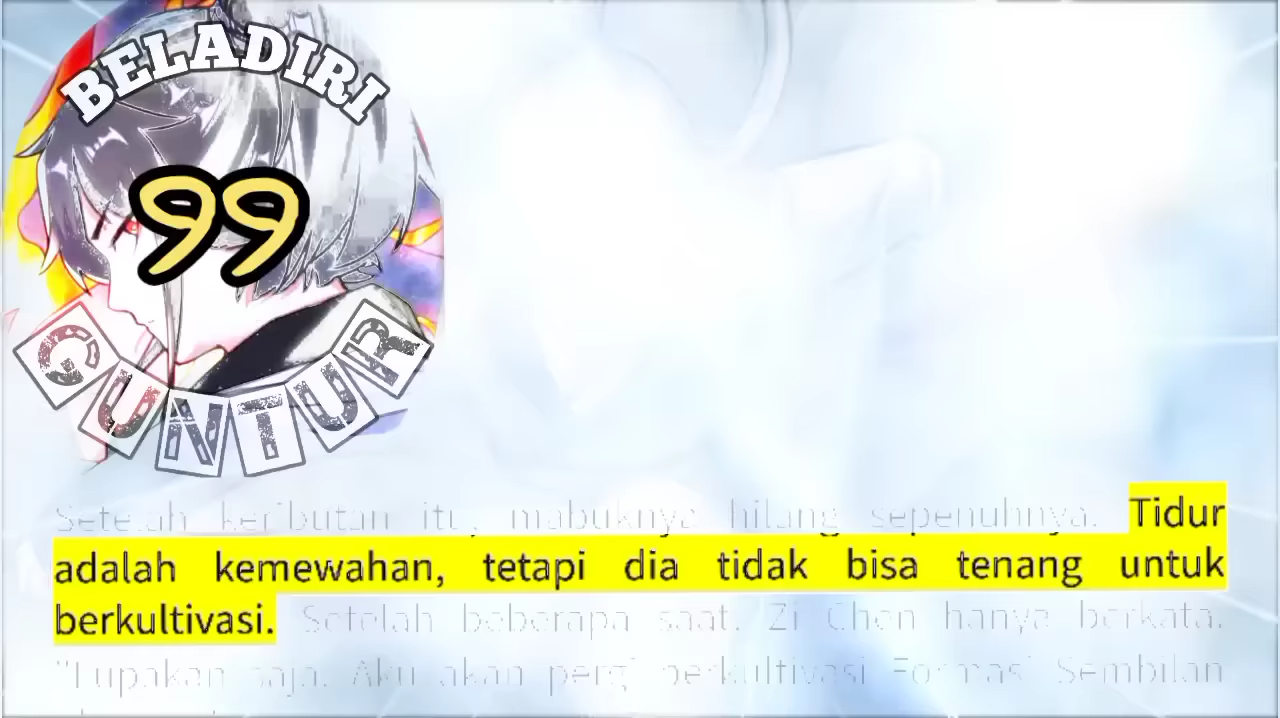 BELADIRI
99
GUNTUR
Setelah keributan itu, mabuknya hilang sepenuhnya. Tidur
adalah kemewahan, tetapi dia tidak bisa tenang untuk
berkultivasi. Setelah beberapa saat. Zi Chen hanya berkata.
"Lupakan saja. Aku akan pergi berkultivasi Formasi Sembilan